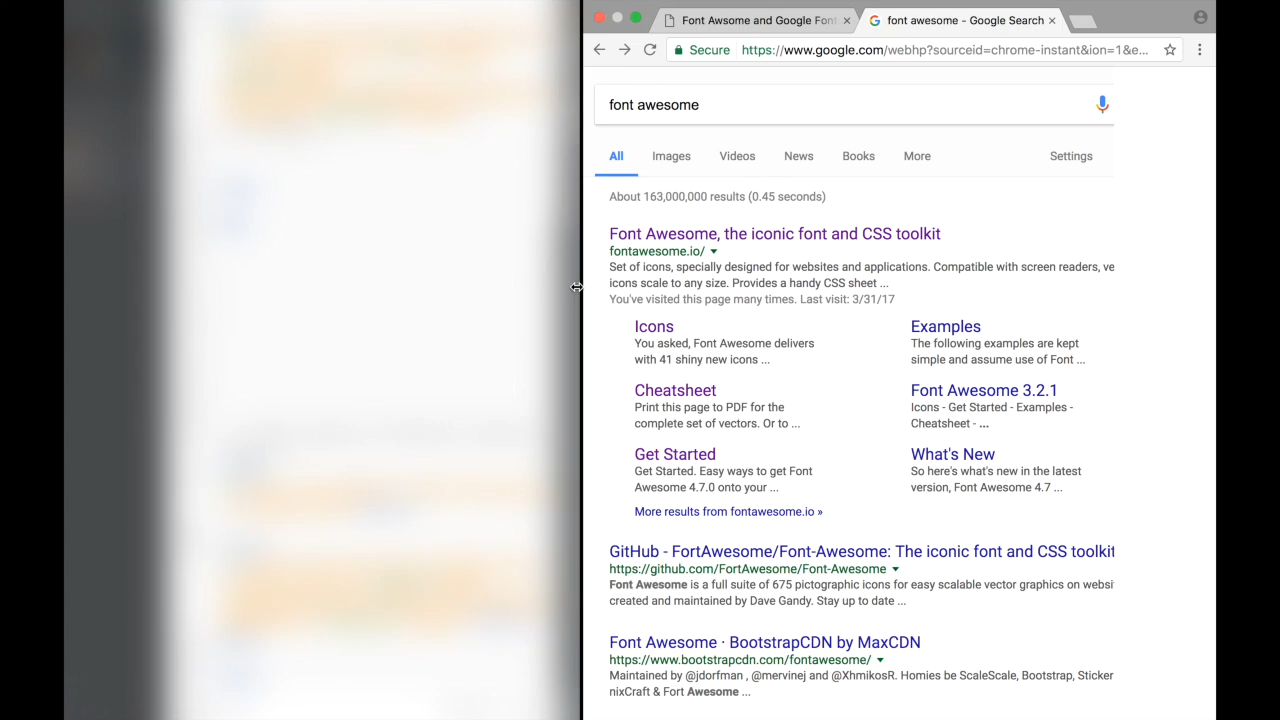 Font Awsome and Google Font
font awesome - Google Search
Secure
https://www.google.com/webhp?sourceid=chrome-instant&ion=1&e...
font awesome
All
Images
Videos
News
Books
More
Settings
About 163,000,000 results (0.45 seconds)
Font Awesome, the iconic font and CSS toolkit
fontawesome.io/
Set of icons, specially designed for websites and applications. Compatible with screen readers, ve
icons scale to any size. Provides a handy CSS sheet ...
You've visited this page many times. Last visit: 3/31/17
Icons
You asked, Font Awesome delivers
with 41 shiny new icons ...
Examples
The following examples are kept
simple and assume use of Font ...
Cheatsheet
Print this page to PDF for the
complete set of vectors. Or to ...
Font Awesome 3.2.1
Icons - Get Started - Examples -
Cheatsheet - ...
Get Started
Get Started. Easy ways to get Font
Awesome 4.7.0 onto your ...
What's New
So here's what's new in the latest
version, Font Awesome 4.7 ...
More results from fontawesome.io »
GitHub - FortAwesome/Font-Awesome: The iconic font and CSS toolkit
https://github.com/FortAwesome/Font-Awesome
Font Awesome is a full suite of 675 pictographic icons for easy scalable vector graphics on websi
created and maintained by Dave Gandy. Stay up to date ...
Font Awesome · BootstrapCDN by MaxCDN
https://www.bootstrapcdn.com/fontawesome/
Maintained by @jdorfman , @mervinej and @XhmikosR. Homies be ScaleScale, Bootstrap, Sticker
nixCraft & Fort Awesome ...